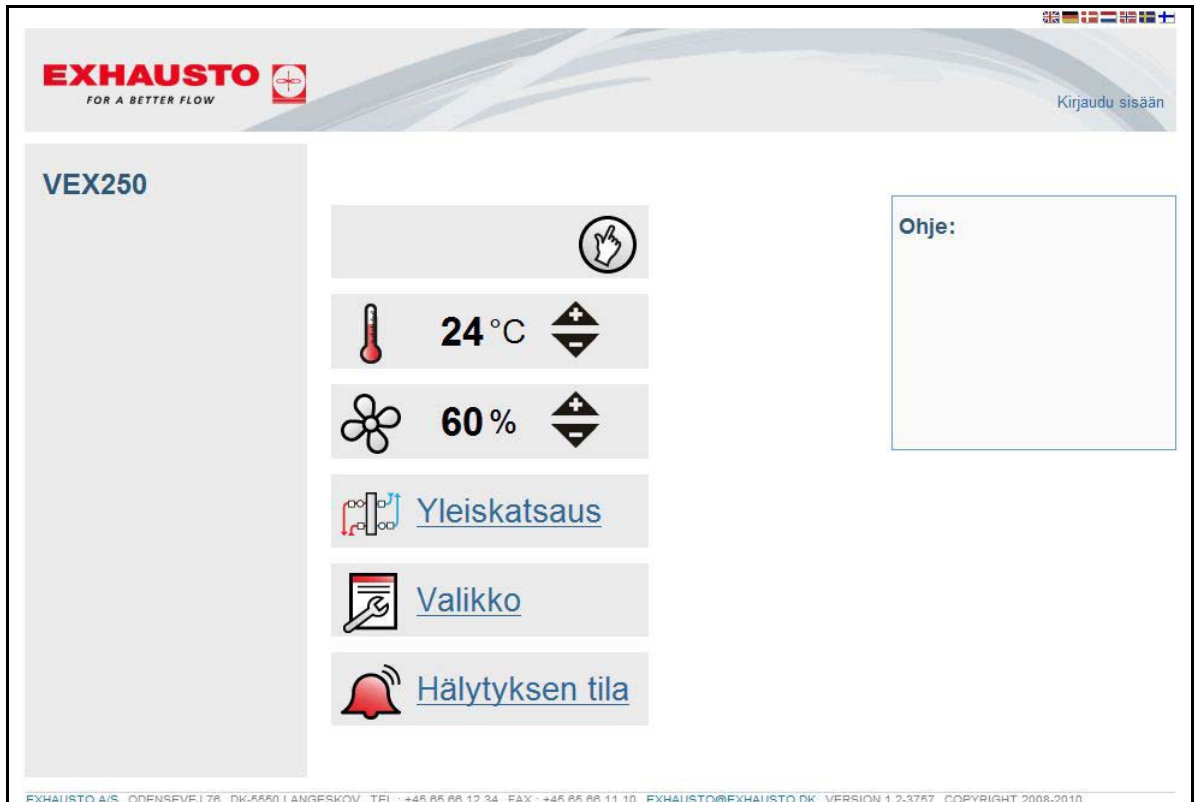 EXHAUSTO
FOR A BETTER FLOW
Kirjaudu sisään
VEX250
Ohje:
24 °C
60 %
Yleiskatsaus
Valikko
Hälytyksen tila
EXHAUSTO A/S ODENSEVEJ 76 DK-5550 LANGESKOV TEL.: +45 65 66 12 34 FAX.: +45 65 66 11 10 EXHAUSTO@EXHAUSTO.DK VERSION 1.2-3757 COPYRIGHT 2008-2010